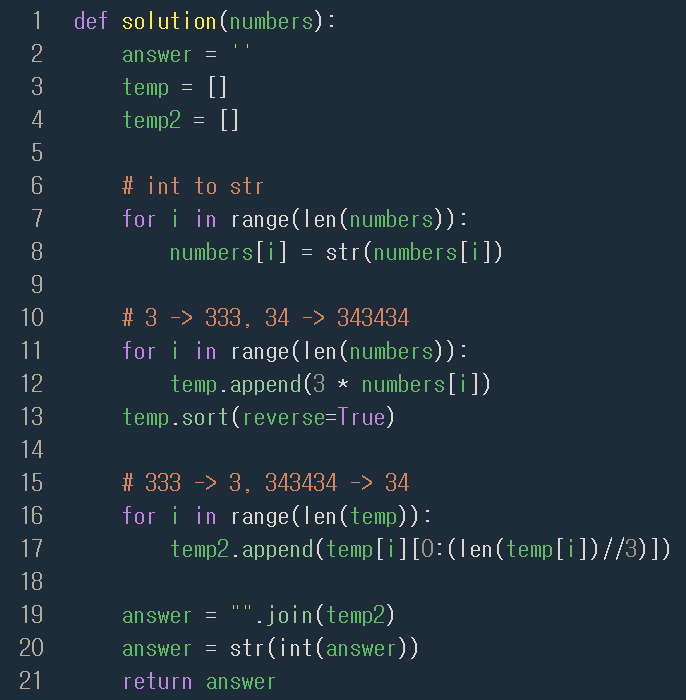 1 def solution(numbers):
2 answer = ''
3 temp = []
4 temp2 = []
5
6 # int to str
7 for i in range(len(numbers)):
8 numbers[i] = str(numbers[i])
9
10 # 3 -> 333, 34 -> 343434
11 for i in range(len(numbers)):
12 temp.append(3 * numbers[i])
13 temp.sort(reverse=True)
14
15 # 333 -> 3, 343434 -> 34
16 for i in range(len(temp)):
17 temp2.append(temp[i][0:(len(temp[i])//3)])
18
19 answer = "".join(temp2)
20 answer = str(int(answer))
21 return answer